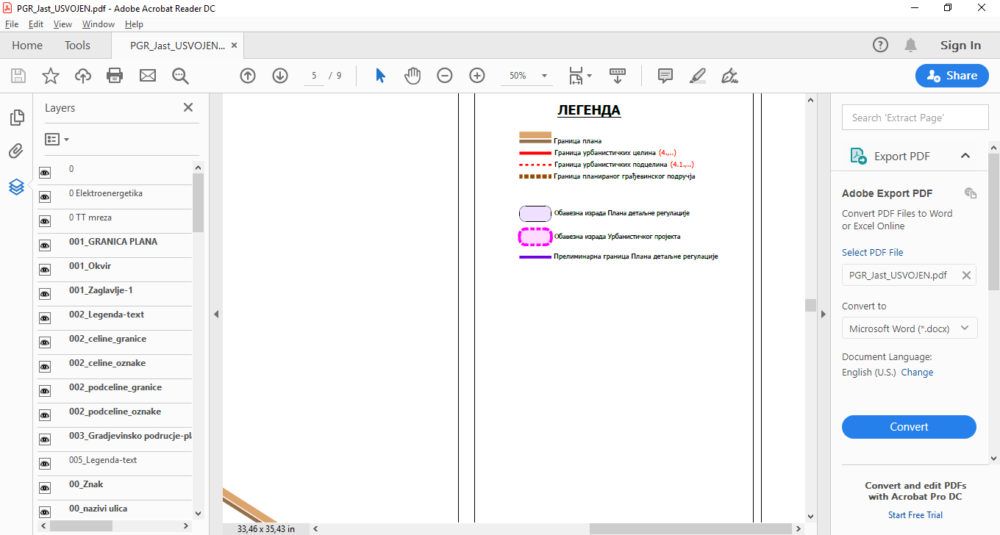 PGR_Jast_USVOJEN.pdf - Adobe Acrobat Reader DC
File Edit View Window Help
Home Tools PGR_Jast_USVOJEN... × Sign In
5 / 9 50% Share
Layers
0
0 Elektroenergetika
0 TT mreza
001_GRANICA PLANA
001_Okvir
001_Zaglavlje-1
002_Legenda-text
002_celine_granice
002_celine_oznake
002_podceline_granice
002_podceline_oznake
003_Gradjevinsko podrucje-pl
005_Legenda-text
00_Znak
00_nazivi ulica
ЛЕГЕНДА
Граница плана
Граница урбанистичких целина (4.,..)
Граница урбанистичких подцелина (4.1.,..)
Граница планираног грађевинског подручја
Обавезна израда Плана детаљне регулације
Обавезна израда Урбанистичког пројекта
Прелиминарна граница Плана детаљне регулације
33,46 x 35,43 in
Search 'Extract Page'
Export PDF
Adobe Export PDF
Convert PDF Files to Word
or Excel Online
Select PDF File
PGR_Jast_USVOJEN.pdf
Convert to
Microsoft Word (*.docx)
Document Language:
English (U.S.) Change
Convert
Convert and edit PDFs
with Acrobat Pro DC
Start Free Trial